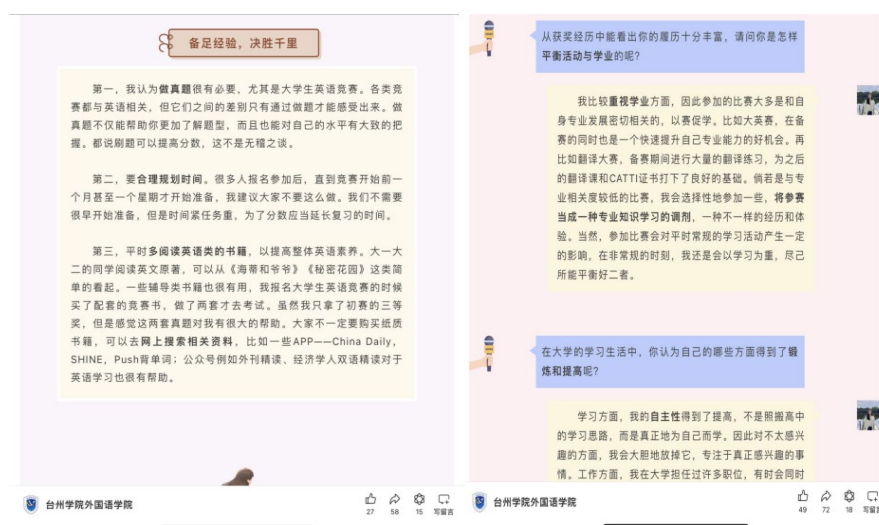 备足经验，决胜千里
第一，我认为做真题很有必要，尤其是大学生英语竞赛。各类竞
赛都与英语相关，但它们之间的差别只有通过做题才能感受出来。做
真题不仅能帮助你更加了解题型，而且也能对自己的水平有大致的把
握。都说刷题可以提高分数，这不是无稽之谈。
第二，要合理规划时间。很多人报名参加后，直到竞赛开始前一
个月甚至一个星期才开始准备，我建议大家不要这么做。我们不需要
很早开始准备，但是时间紧任务重，为了分数应当延长复习的时间。
第三，平时多阅读英语类的书籍，以提高整体英语素养。大一大
二的同学阅读英文原著，可以从《海蒂和爷爷》《秘密花园》这类简
单的看起。一些辅导类书籍也很有用，我报名大学生英语竞赛的时候
买了配套的竞赛书，做了两套才去考试。虽然我只拿了初赛的三等
奖，但是感觉这两套真题对我有很大的帮助。大家不一定要购买纸质
书籍，可以去网上搜索相关资料，比如一些APP——China Daily，
SHINE，Push背单词；公众号例如外刊精读、经济学人双语精读对于
英语学习也很有帮助。
台州学院外国语学院
27 58 15 写留言
从获奖经历中能看出你的履历十分丰富，请问你是怎样
平衡活动与学业的呢？
我比较重视学业方面，因此参加的比赛大多是和自
身专业发展密切相关的，以赛促学。比如大英赛，在备
赛的同时也是一个快速提升自己专业能力的好机会。再
比如翻译大赛，备赛期间进行大量的翻译练习，为之后
的翻译课和CATTI证书打下了良好的基础。倘若是与专
业相关度较低的比赛，我会选择性地参加一些，将参赛
当成一种专业知识学习的调剂，一种不一样的经历和体
验。当然，参加比赛会对平时常规的学习活动产生一定
的影响，在非常规的时刻，我还是会以学习为重，尽己
所能平衡好二者。
在大学的学习生活中，你认为自己的哪些方面得到了锻
炼和提高呢？
学习方面，我的自主性得到了提高，不是照搬高中
的学习思路，而是真正地为自己而学。因此对不太感兴
趣的方面，我会大胆地放掉它，专注于真正感兴趣的事
情。工作方面，我在大学担任过许多职位，有时会同时
台州学院外国语学院
49 72 18 写留